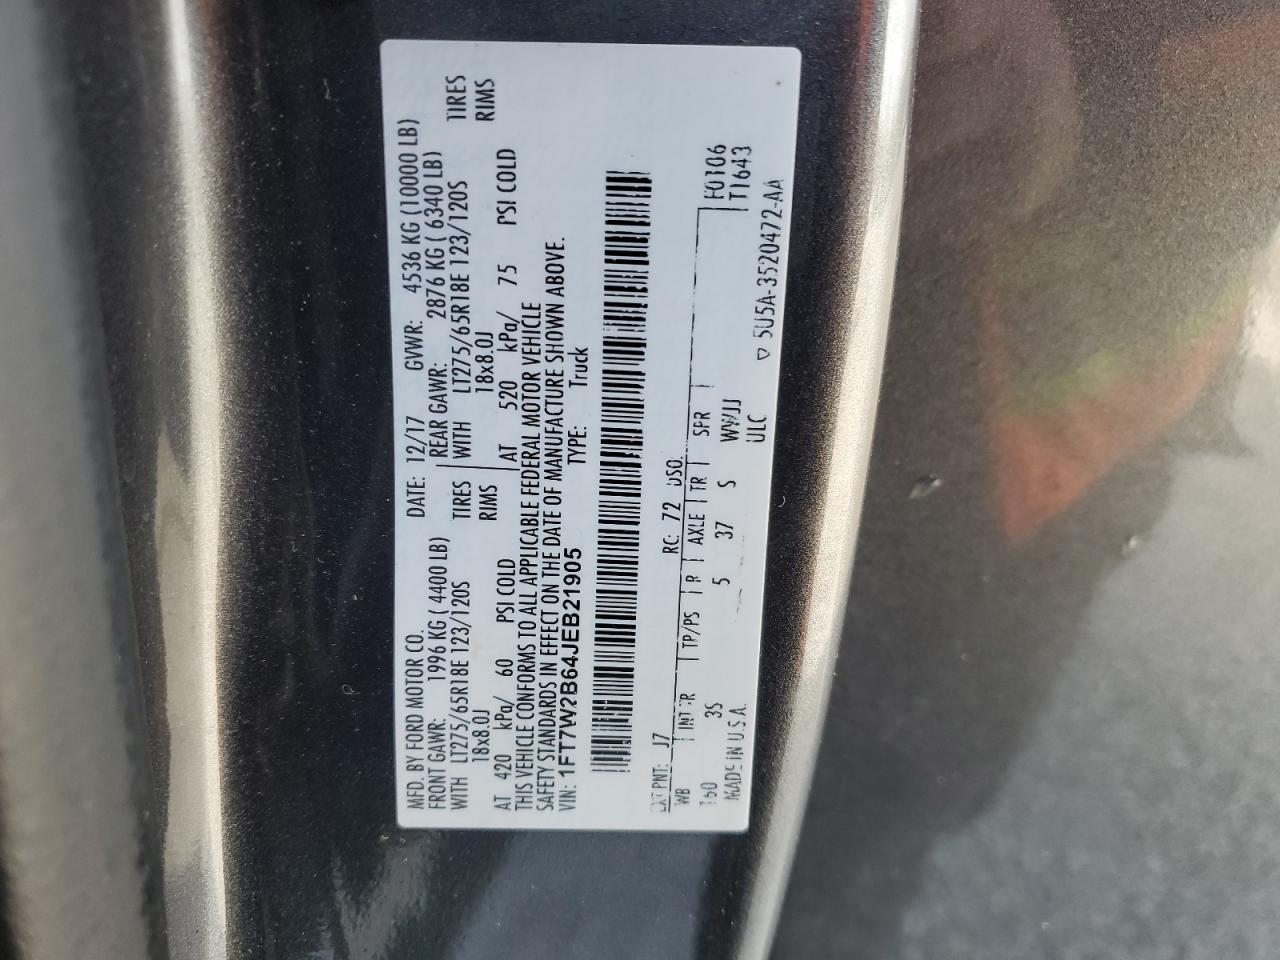 MFD. BY FORD MOTOR CO.
DATE: 12/17 GVWR: 4536 KG (10000 LB)
FRONT GAWR: 1996 KG ( 4400 LB)
REAR GAWR: 2876 KG ( 6340 LB)
WITH LT275/65R18E 123/120S TIRES
WITH LT275/65R18E 123/120S TIRES
18x8.0J RIMS
18x8.0J RIMS
AT 420 kPa/ 60 PSI COLD
AT 520 kPa/ 75 PSI COLD
THIS VEHICLE CONFORMS TO ALL APPLICABLE FEDERAL MOTOR VEHICLE
SAFETY STANDARDS IN EFFECT ON THE DATE OF MANUFACTURE SHOWN ABOVE.
VIN: 1FT7W2B64JEB21905
TYPE: Truck
F0106
T1643
EXT PNT: J7 RC: 72 DSO:
WB INT TR TP/PS R AXLE TR SPR
160 3S 5 37 S WWJJ
ULC
MADE IN U.S.A.
▽ 5U5A-3520472-AA